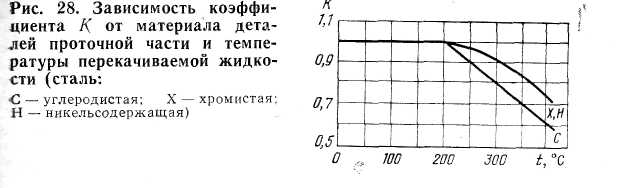 Рис. 28. Зависимость коэффи-
циента К от материала дета-
лей проточной части и темпе-
ратуры перекачиваемой жидко-
сти (сталь:
С — углеродистая; Х — хромистая;
Н — никельсодержащая)
К
1,1
0,9
0,7
0,5
Х,Н
С
0 100 200 300 t,°C